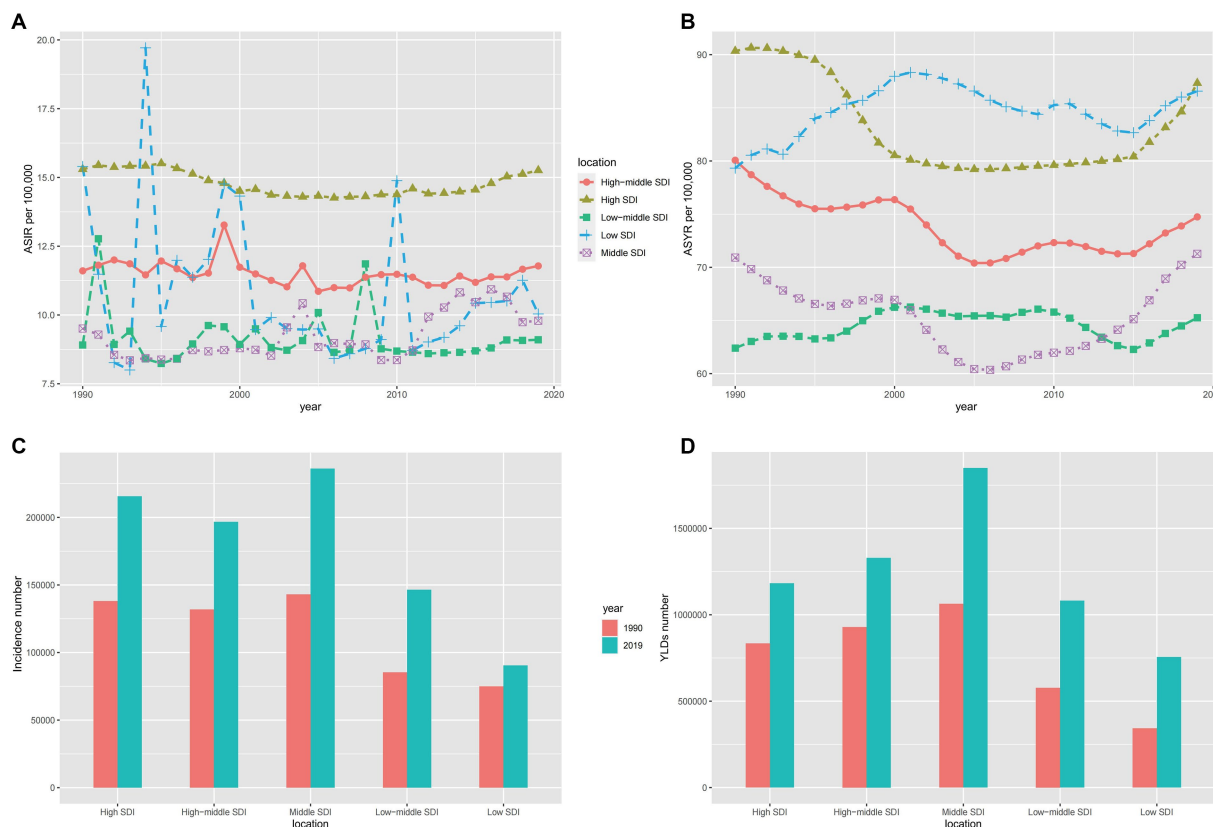 A
20.0
17.5
15.0
12.5
10.0
7.5
ASIR per 100,000
1990
2000
2010
2020
year
location
High−middle SDI
High SDI
Low−middle SDI
Low SDI
Middle SDI
B
90
80
70
60
ASYR per 100,000
1990
2000
2010
20
year
C
200000
150000
100000
50000
0
Incidence number
High SDI
High−middle SDI
Middle SDI
Low−middle SDI
Low SDI
location
year
1990
2019
D
1500000
1000000
500000
0
YLDs number
High SDI
High−middle SDI
Middle SDI
Low−middle SDI
Low SDI
location